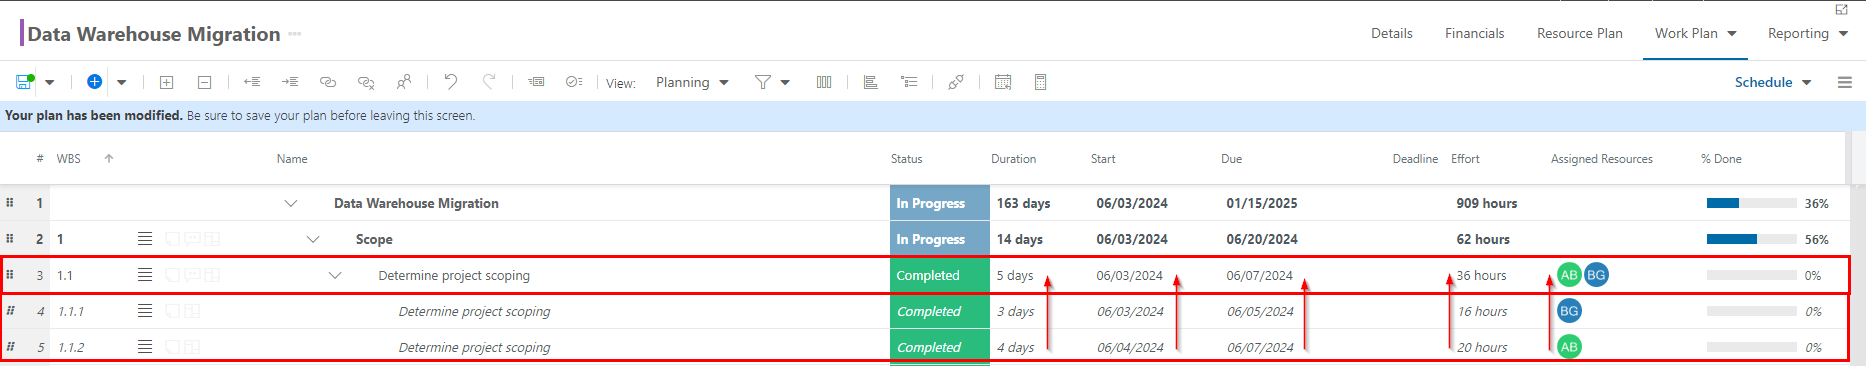 Data Warehouse Migration
Details Financials Resource Plan Work Plan Reporting
View: Planning Schedule
Your plan has been modified. Be sure to save your plan before leaving this screen.
# WBS Name Status Duration Start Due Deadline Effort Assigned Resources % Done
1 Data Warehouse Migration In Progress 163 days 06/03/2024 01/15/2025 909 hours 36%
2 1 Scope In Progress 14 days 06/03/2024 06/20/2024 62 hours 56%
3 1.1 Determine project scoping Completed 5 days 06/03/2024 06/07/2024 36 hours AB BG 0%
4 1.1.1 Determine project scoping Completed 3 days 06/03/2024 06/05/2024 16 hours BG 0%
5 1.1.2 Determine project scoping Completed 4 days 06/04/2024 06/07/2024 20 hours AB 0%